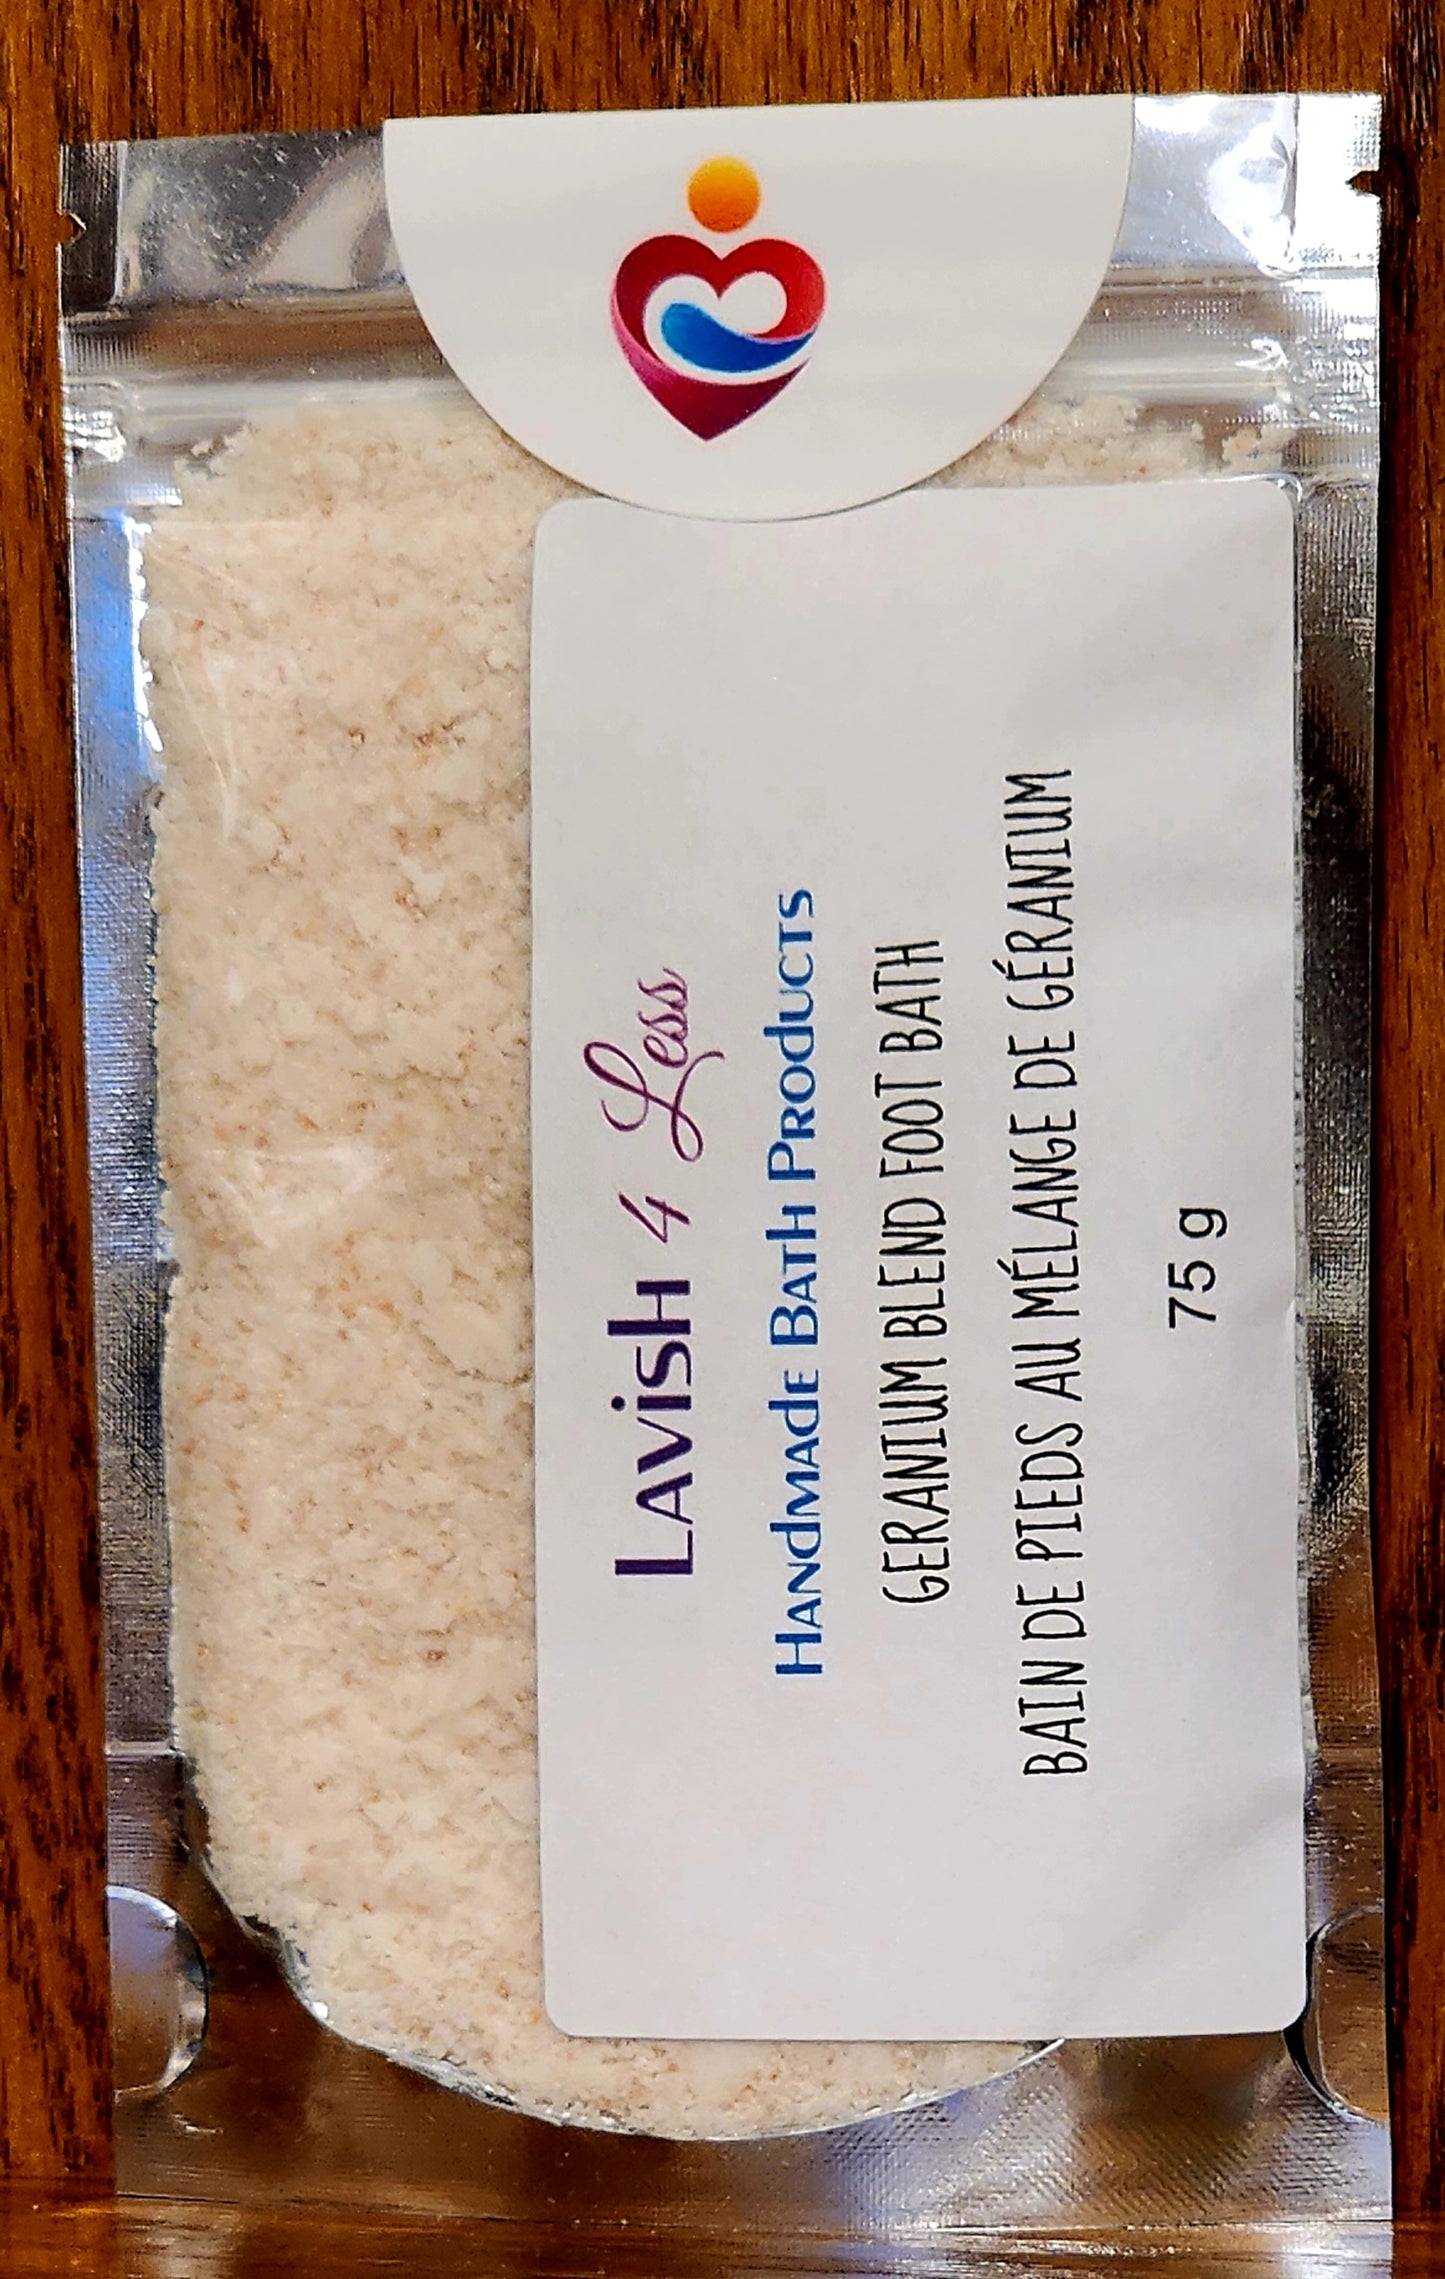 Lavish 4 Less
Handmade Bath Products
GERANIUM BLEND FOOT BATH
BAIN DE PIEDS AU MÉLANGE DE GÉRANIUM
75 g